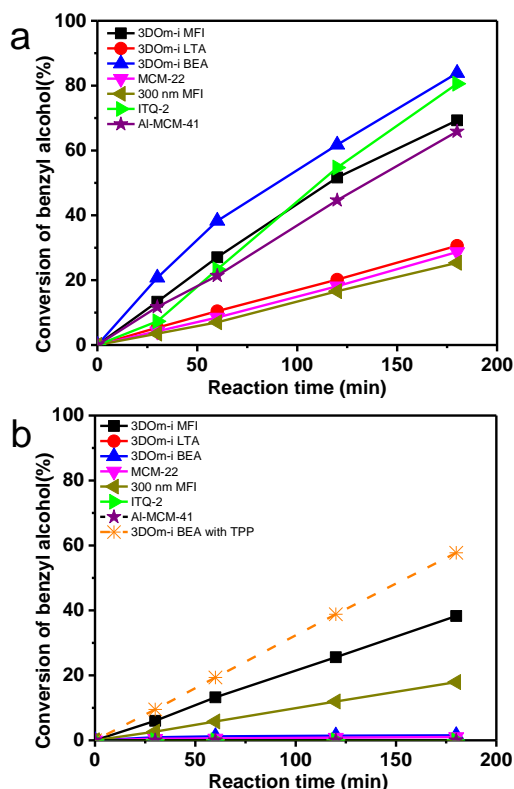 a
Conversion of benzyl alcohol(%)
100
80
60
40
20
0
3DOm-i MFI
3DOm-i LTA
3DOm-i BEA
MCM-22
300 nm MFI
ITQ-2
Al-MCM-41
0 50 100 150 200
Reaction time (min)
b
Conversion of benzyl alcohol(%)
100
80
60
40
20
0
3DOm-i MFI
3DOm-i LTA
3DOm-i BEA
MCM-22
300 nm MFI
ITQ-2
Al-MCM-41
3DOm-i BEA with TPP
0 50 100 150 200
Reaction time (min)